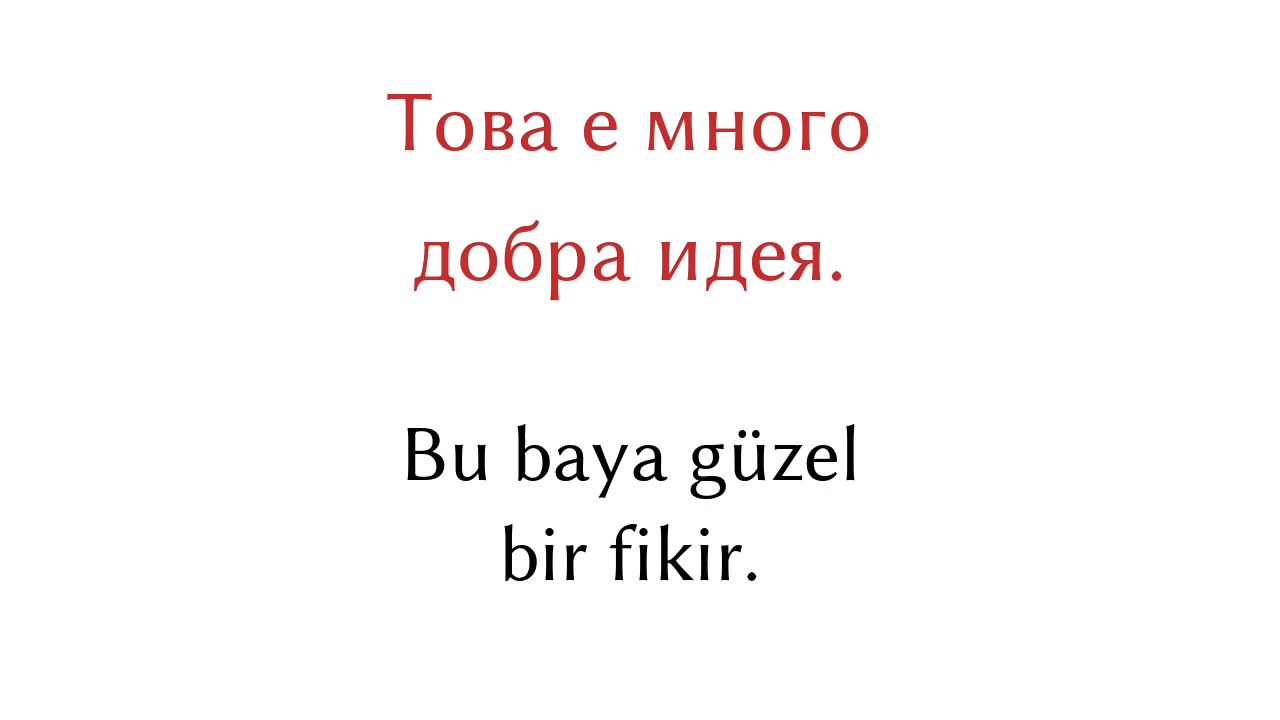 Това е много
добра идея.
Bu baya güzel
bir fikir.